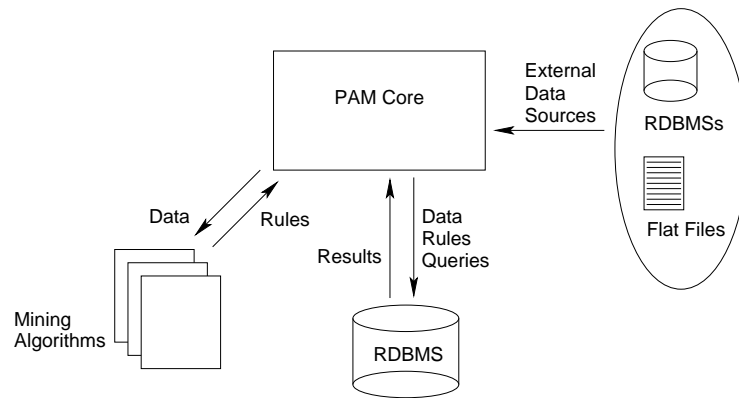 PAM Core
External
Data
Sources
RDBMSs
Flat Files
Data
Rules
Results
Data
Rules
Queries
Mining
Algorithms
RDBMS